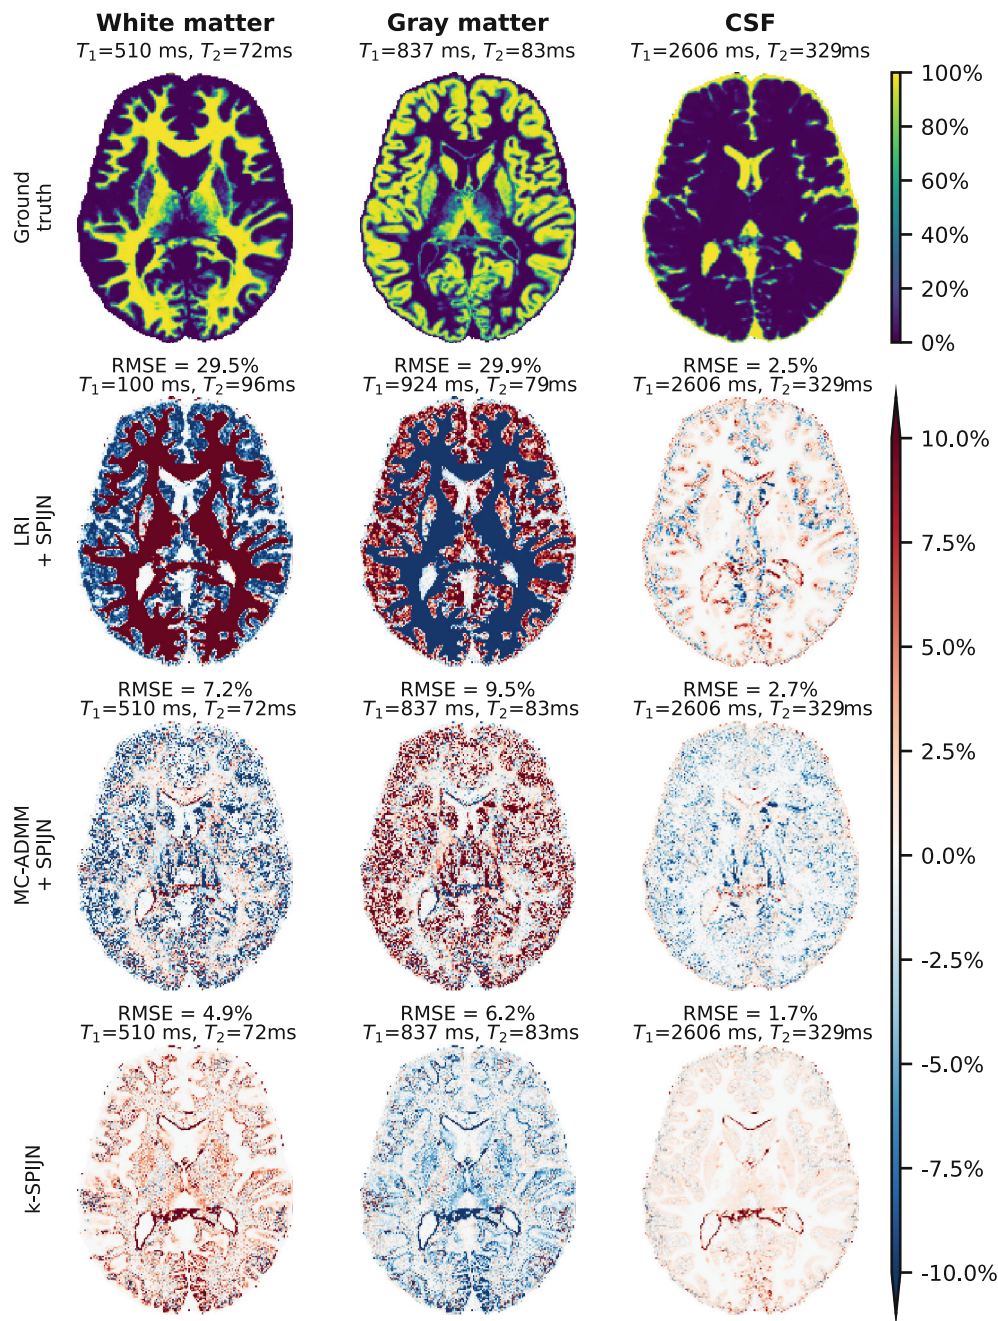 White matter
T1=510 ms, T2=72ms
Gray matter
T1=837 ms, T2=83ms
CSF
T1=2606 ms, T2=329ms
Ground
truth
100%
80%
60%
40%
20%
0%
RMSE = 29.5%
T1=100 ms, T2=96ms
RMSE = 29.9%
T1=924 ms, T2=79ms
RMSE = 2.5%
T1=2606 ms, T2=329ms
LRI
+ SPIJN
RMSE = 7.2%
T1=510 ms, T2=72ms
RMSE = 9.5%
T1=837 ms, T2=83ms
RMSE = 2.7%
T1=2606 ms, T2=329ms
MC-ADMM
+ SPIJN
RMSE = 4.9%
T1=510 ms, T2=72ms
RMSE = 6.2%
T1=837 ms, T2=83ms
RMSE = 1.7%
T1=2606 ms, T2=329ms
k-SPIJN
10.0%
7.5%
5.0%
2.5%
0.0%
-2.5%
-5.0%
-7.5%
-10.0%